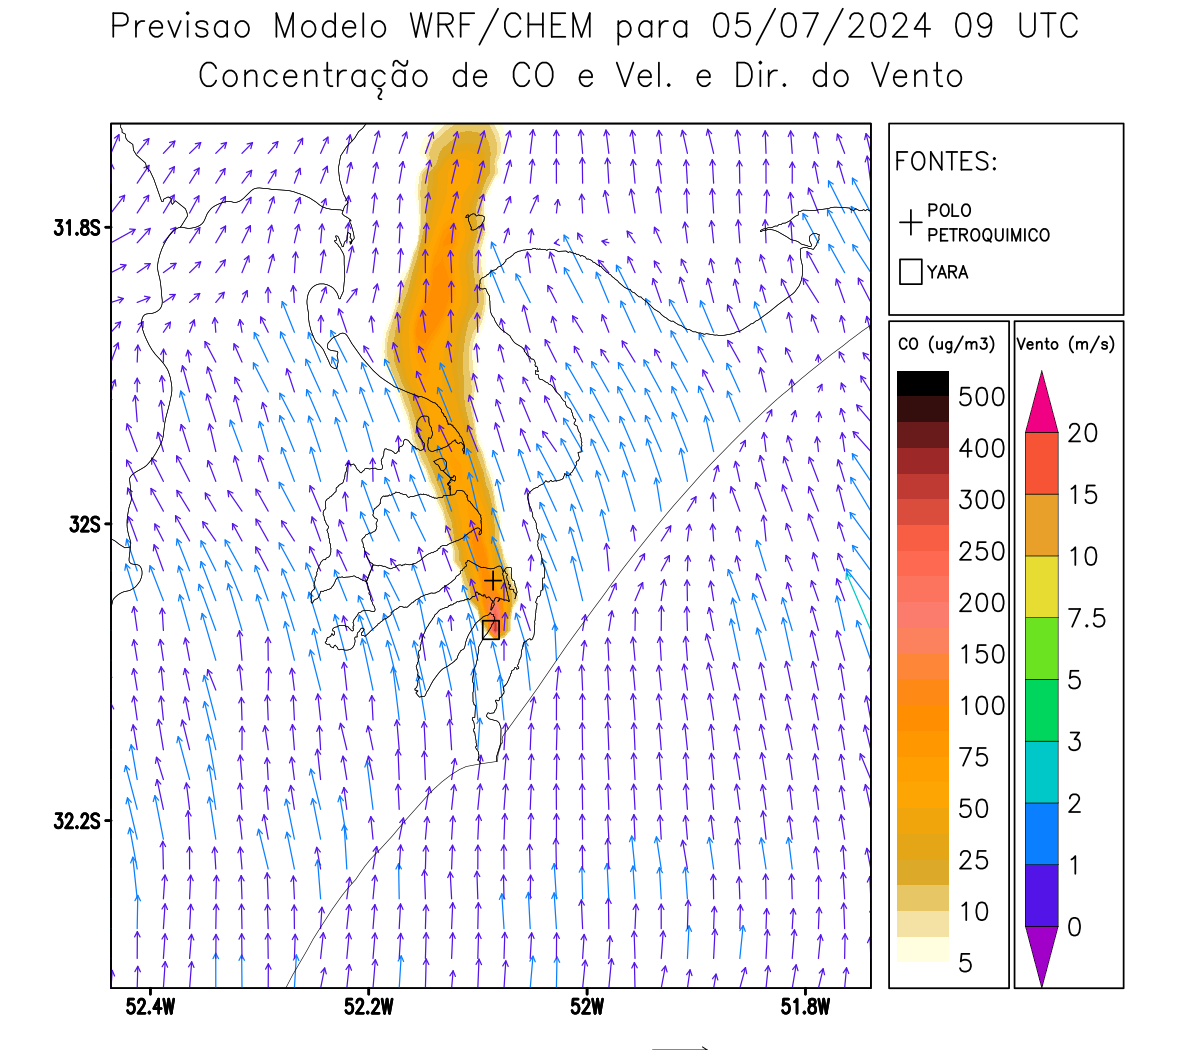 Previsao Modelo WRF/CHEM para 05/07/2024 09 UTC
Concentração de CO e Vel. e Dir. do Vento
FONTES:
POLO
PETROQUIMICO
YARA
CO (ug/m3)
500
400
300
250
200
150
100
75
50
25
10
5
Vento (m/s)
20
15
10
7.5
5
3
2
1
0
31.8S
32S
32.2S
52.4W 52.2W 52W 51.8W